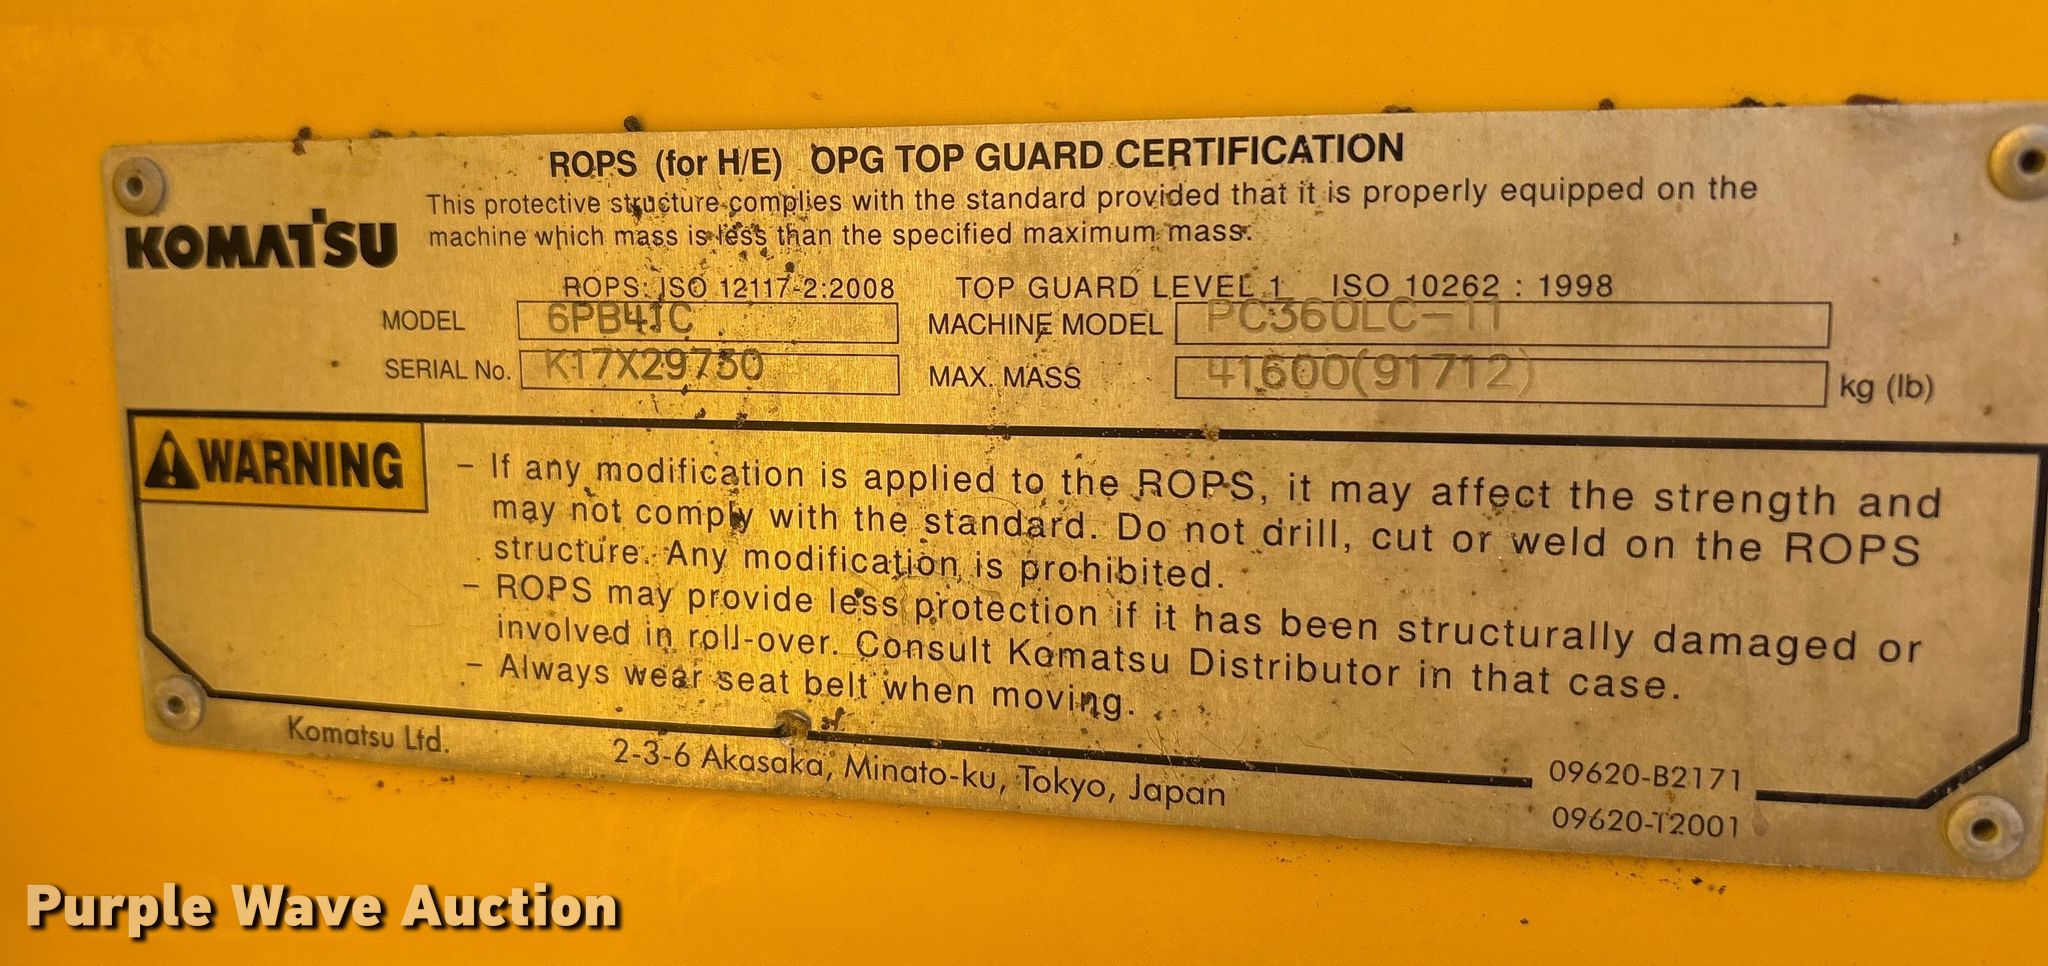 ROPS (for H/E) OPG TOP GUARD CERTIFICATION
KOMATSU
This protective structure complies with the standard provided that it is properly equipped on the
machine which mass is less than the specified maximum mass.
ROPS: ISO 12117-2:2008 TOP GUARD LEVEL 1 ISO 10262 : 1998
MODEL 6PB41C MACHINE MODEL PC360LC-11
SERIAL No. K17X29730 MAX. MASS 41600(91712) kg (lb)
WARNING
- If any modification is applied to the ROPS, it may affect the strength and
may not comply with the standard. Do not drill, cut or weld on the ROPS
structure. Any modification is prohibited.
- ROPS may provide less protection if it has been structurally damaged or
involved in roll-over. Consult Komatsu Distributor in that case.
- Always wear seat belt when moving.
Komatsu Ltd. 2-3-6 Akasaka, Minato-ku, Tokyo, Japan
09620-B2171
09620-T2001
Purple Wave Auction